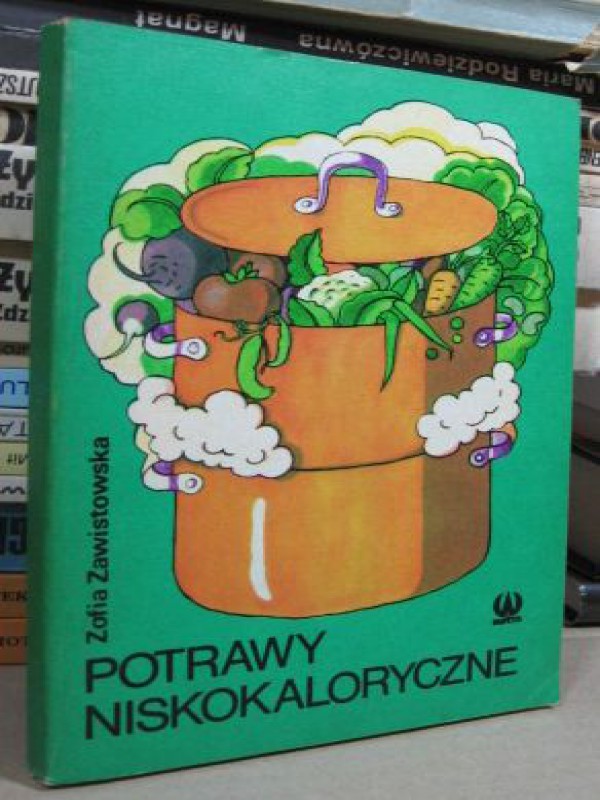 Magnat
Maria Rodziewiczówna
Zofia Zawistowska
POTRAWY
NISKOKALORYCZNE